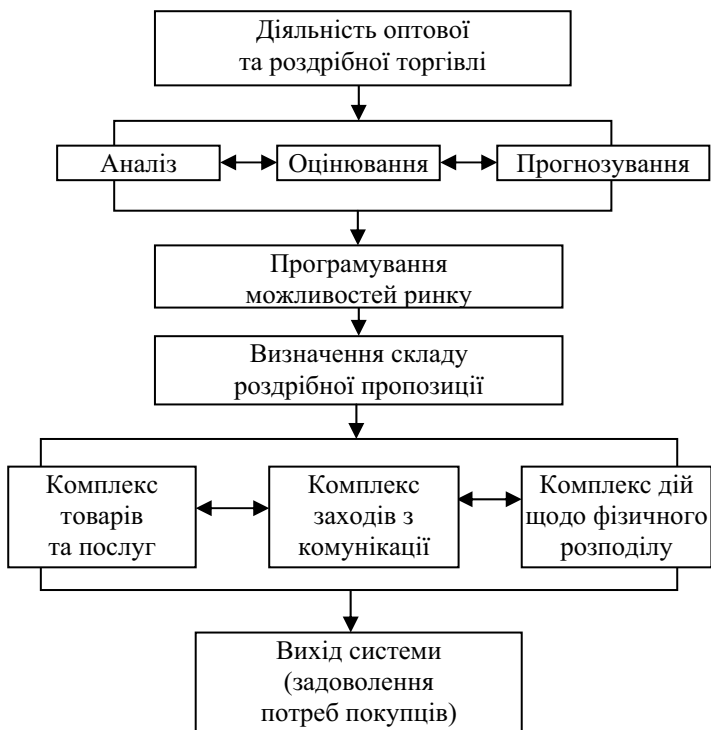 Діяльність оптової
та роздрібної торгівлі
Аналіз
Оцінювання
Прогнозування
Програмування
можливостей ринку
Визначення складу
роздрібної пропозиції
Комплекс
товарів
та послуг
Комплекс
заходів з
комунікації
Комплекс дій
щодо фізичного
розподілу
Вихід системи
(задоволення
потреб покупців)